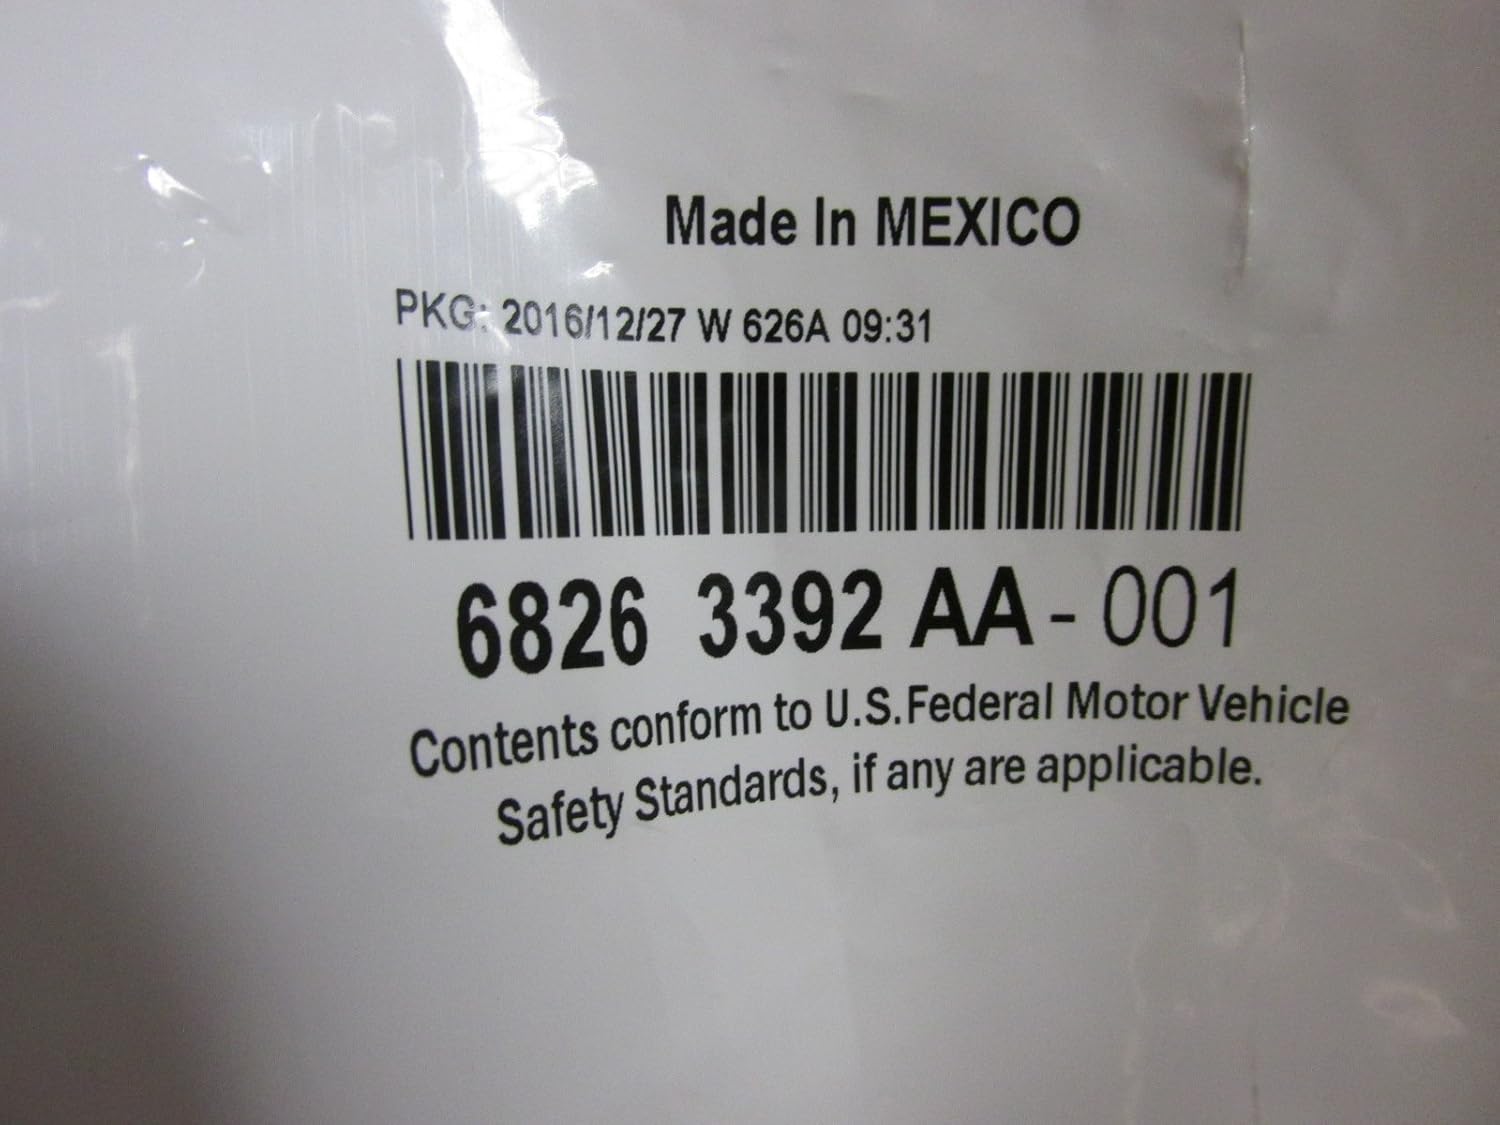 Made In MEXICO
PKG: 2016/12/27 W 626A 09:31
6826 3392 AA - 001
Contents conform to U.S.Federal Motor Vehicle
Safety Standards, if any are applicable.